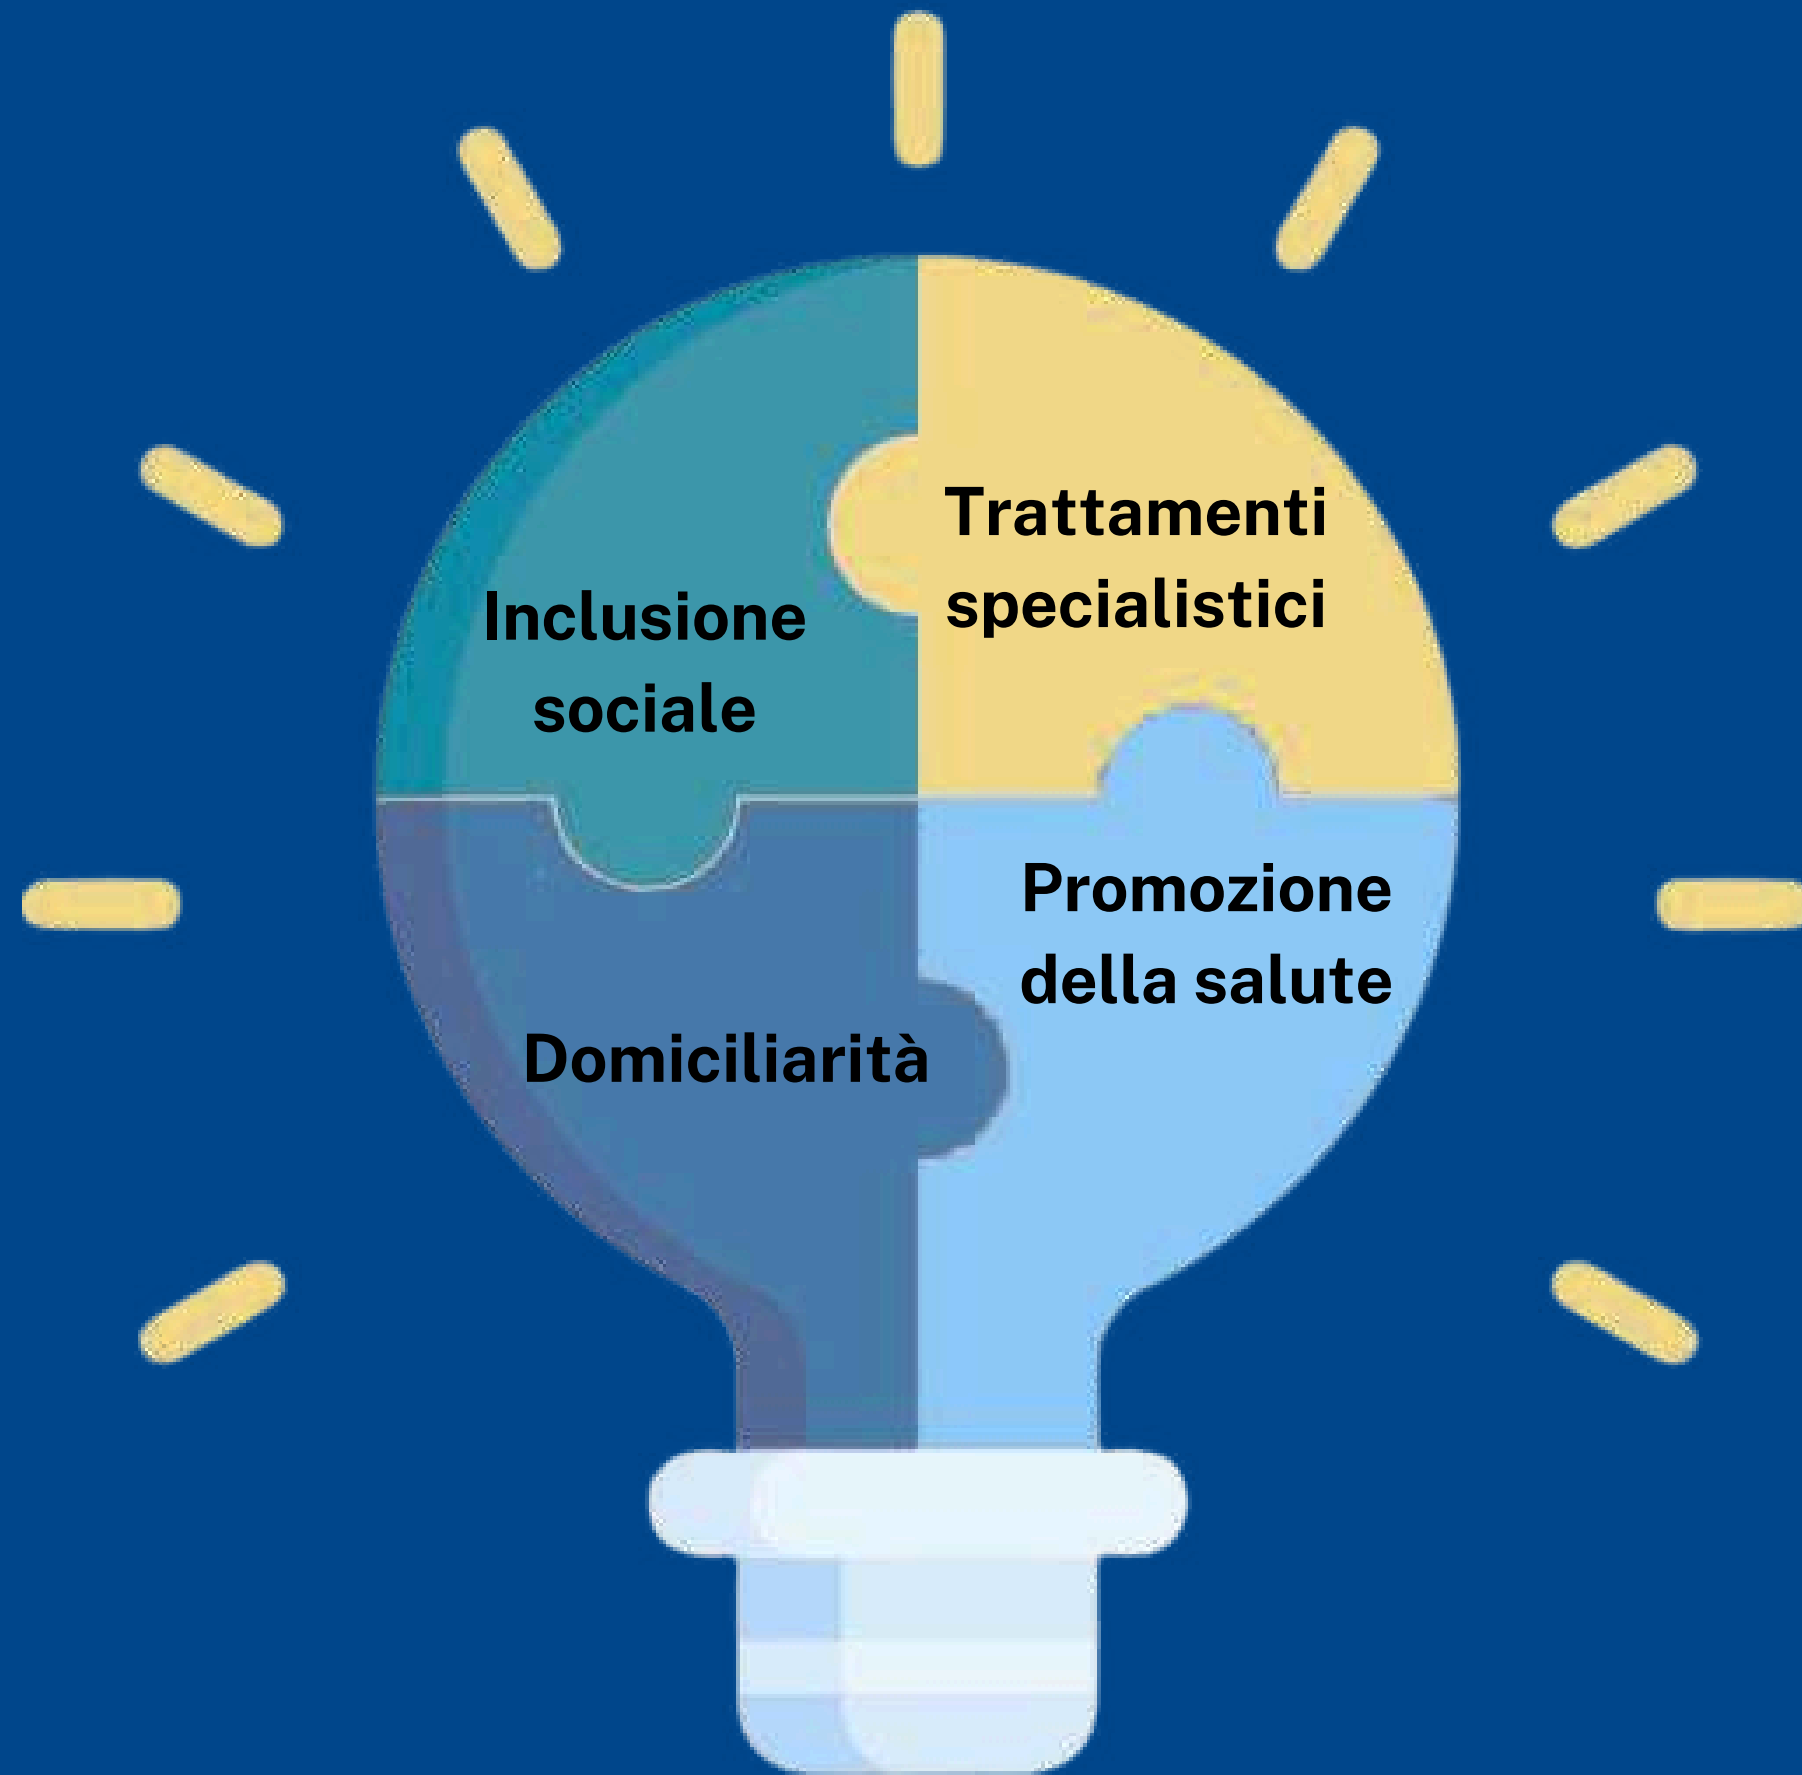 Inclusione
sociale
Trattamenti
specialistici
Domiciliarità
Promozione
della salute